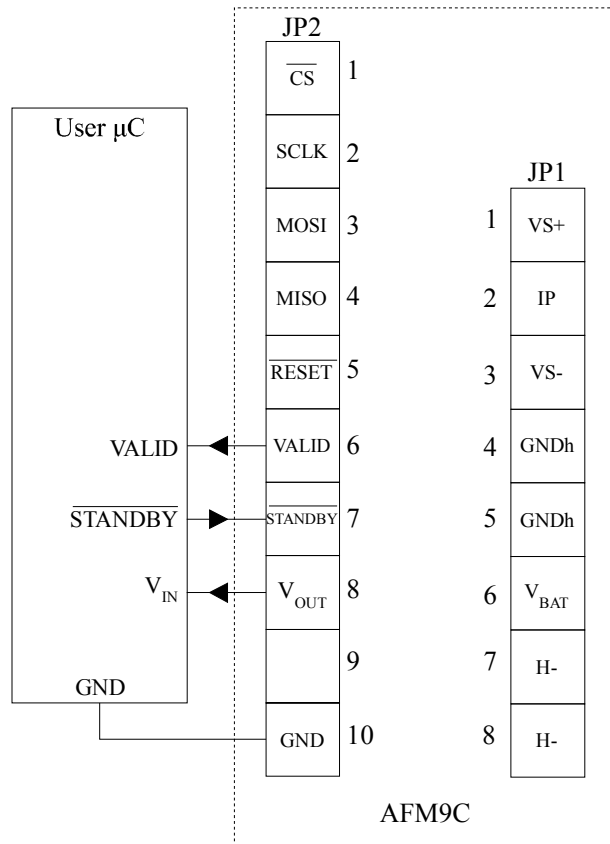 JP2
CS 1
User μC
SCLK 2
JP1
MOSI 3
1 VS+
MISO 4
2 IP
RESET 5
3 VS-
VALID VALID 6
4 GNDh
STANDBY STANDBY 7
5 GNDh
VIN VOUT 8
6 VBAT
9
7 H-
GND
GND 10
8 H-
AFM9C